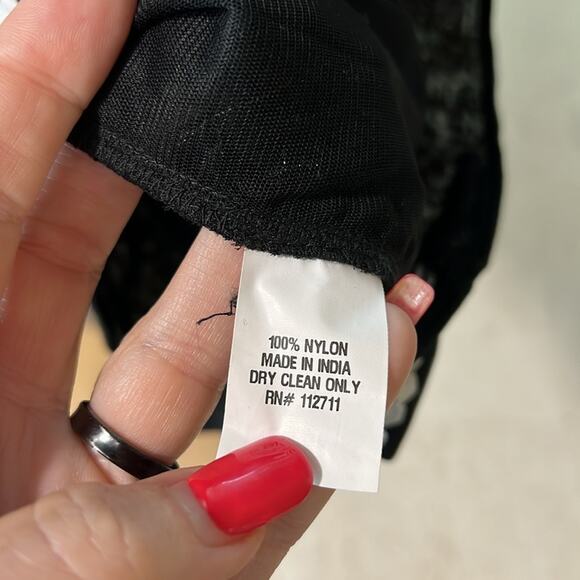 100% NYLON
MADE IN INDIA
DRY CLEAN ONLY
RN# 112711